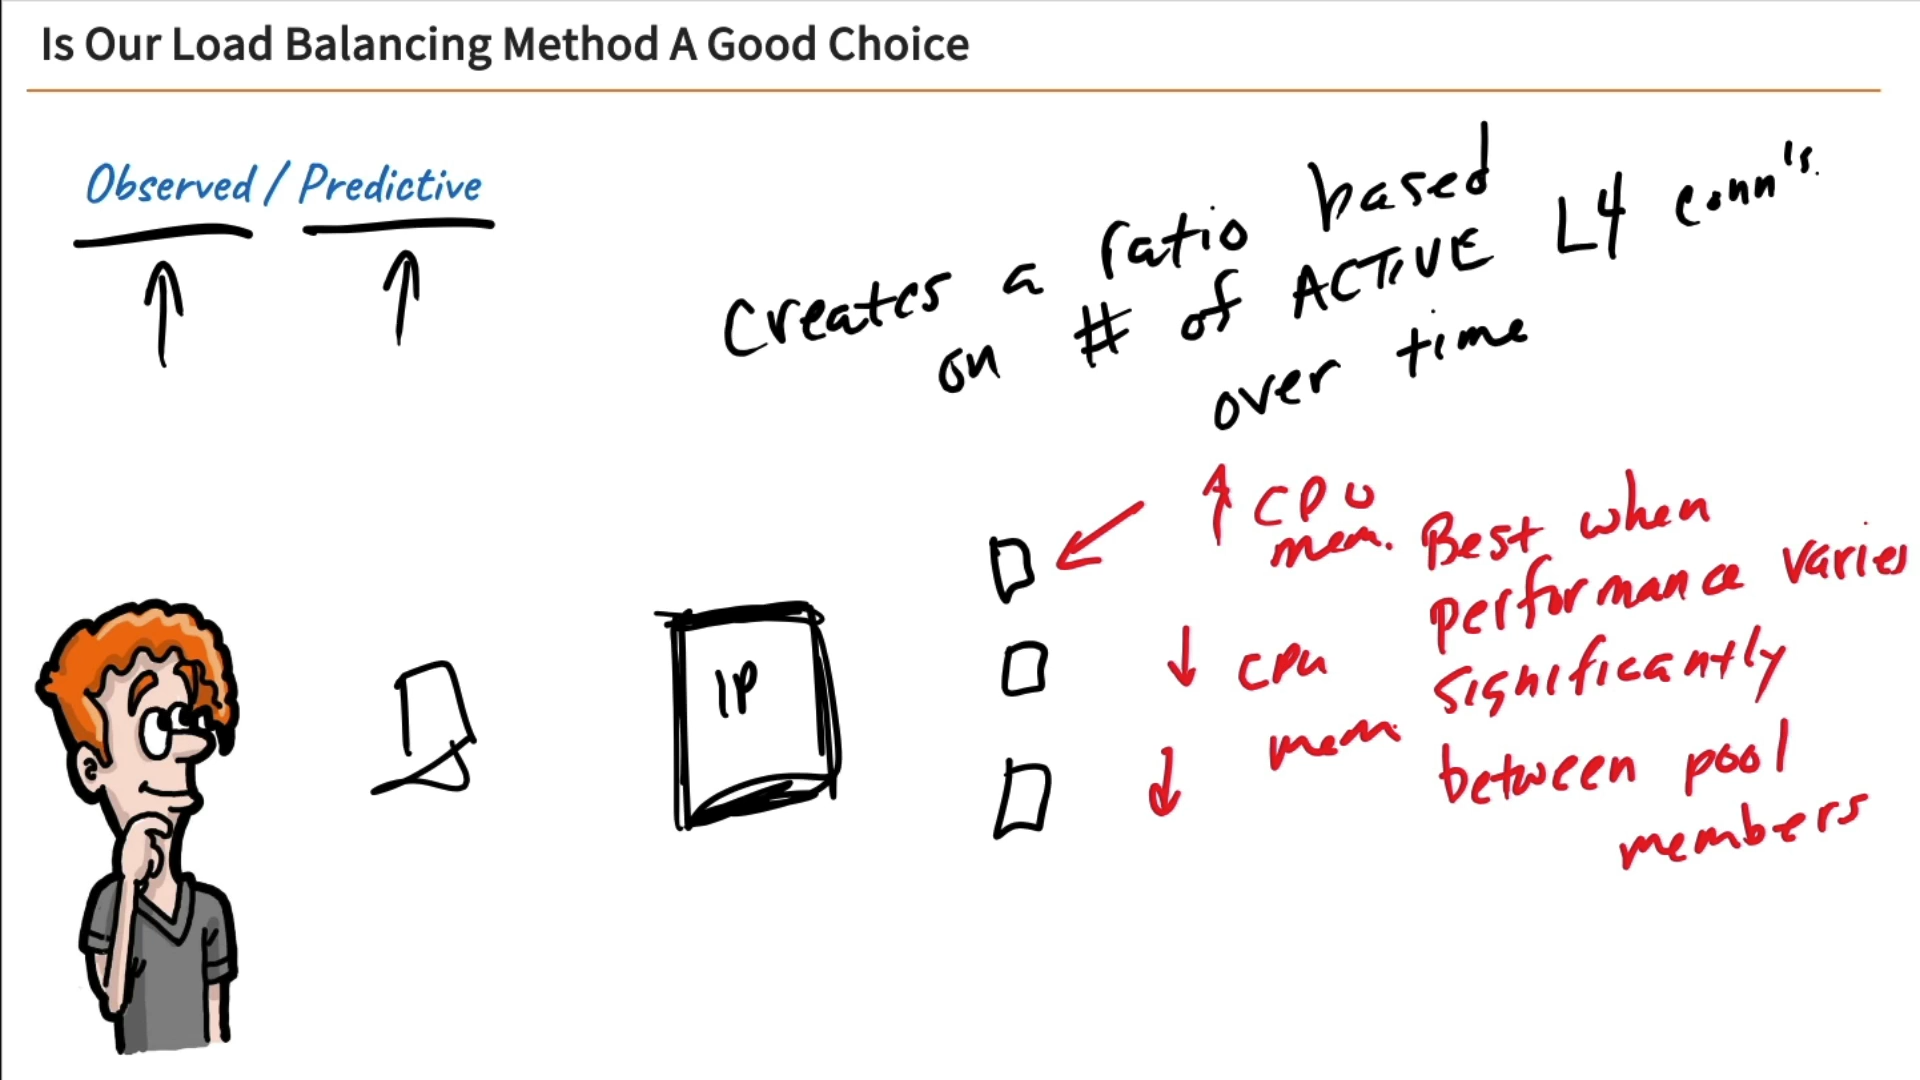 Is Our Load Balancing Method A Good Choice
Observed / Predictive
Creates a ratio based
on # of ACTIVE L4 conn's.
over time
CPU
mem.
Best when
performance varies
significantly
between pool
members
cpu
mem
IP